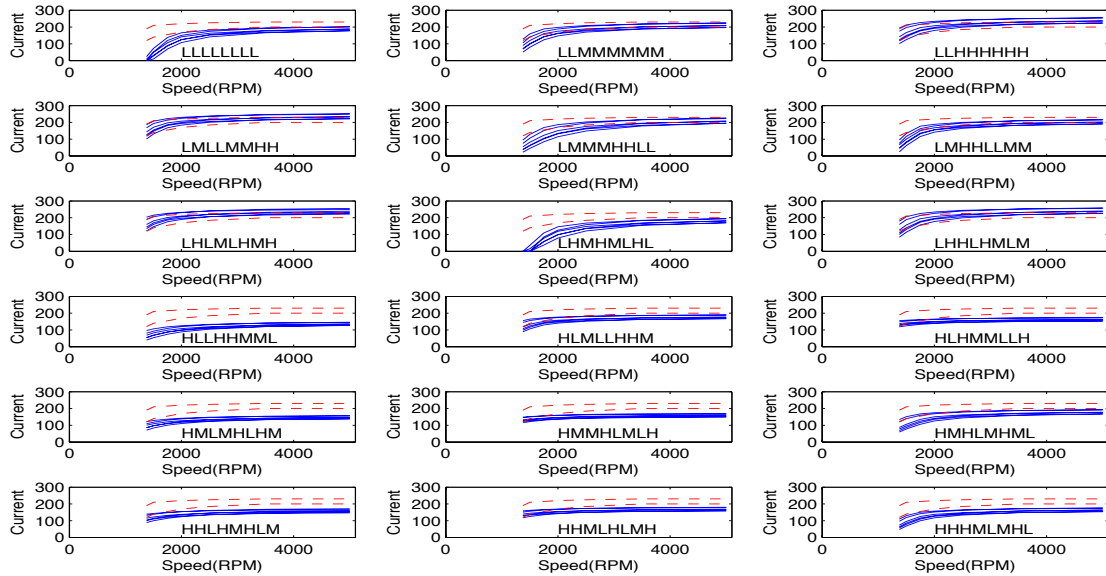 Current
300
200
100
0
LLLLLLLL
0 2000 4000
Speed(RPM)
Current
300
200
100
0
LLMMMMMM
0 2000 4000
Speed(RPM)
Current
300
200
100
0
LLHHHHHH
0 2000 4000
Speed(RPM)
Current
300
200
100
0
LMLLMMHH
0 2000 4000
Speed(RPM)
Current
300
200
100
0
LMMMHHLL
0 2000 4000
Speed(RPM)
Current
300
200
100
0
LMHHLLMM
0 2000 4000
Speed(RPM)
Current
300
200
100
0
LHLMLHMH
0 2000 4000
Speed(RPM)
Current
300
200
100
0
LHMHMLHL
0 2000 4000
Speed(RPM)
Current
300
200
100
0
LHHLHMLM
0 2000 4000
Speed(RPM)
Current
300
200
100
0
HLLHHMML
0 2000 4000
Speed(RPM)
Current
300
200
100
0
HLMLLHHM
0 2000 4000
Speed(RPM)
Current
300
200
100
0
HLHMMLLH
0 2000 4000
Speed(RPM)
Current
300
200
100
0
HMLMHLHM
0 2000 4000
Speed(RPM)
Current
300
200
100
0
HMMHLMLH
0 2000 4000
Speed(RPM)
Current
300
200
100
0
HMHLMHML
0 2000 4000
Speed(RPM)
Current
300
200
100
0
HHLHMHLM
0 2000 4000
Speed(RPM)
Current
300
200
100
0
HHMLHLMH
0 2000 4000
Speed(RPM)
Current
300
200
100
0
HHHMLMHL
0 2000 4000
Speed(RPM)